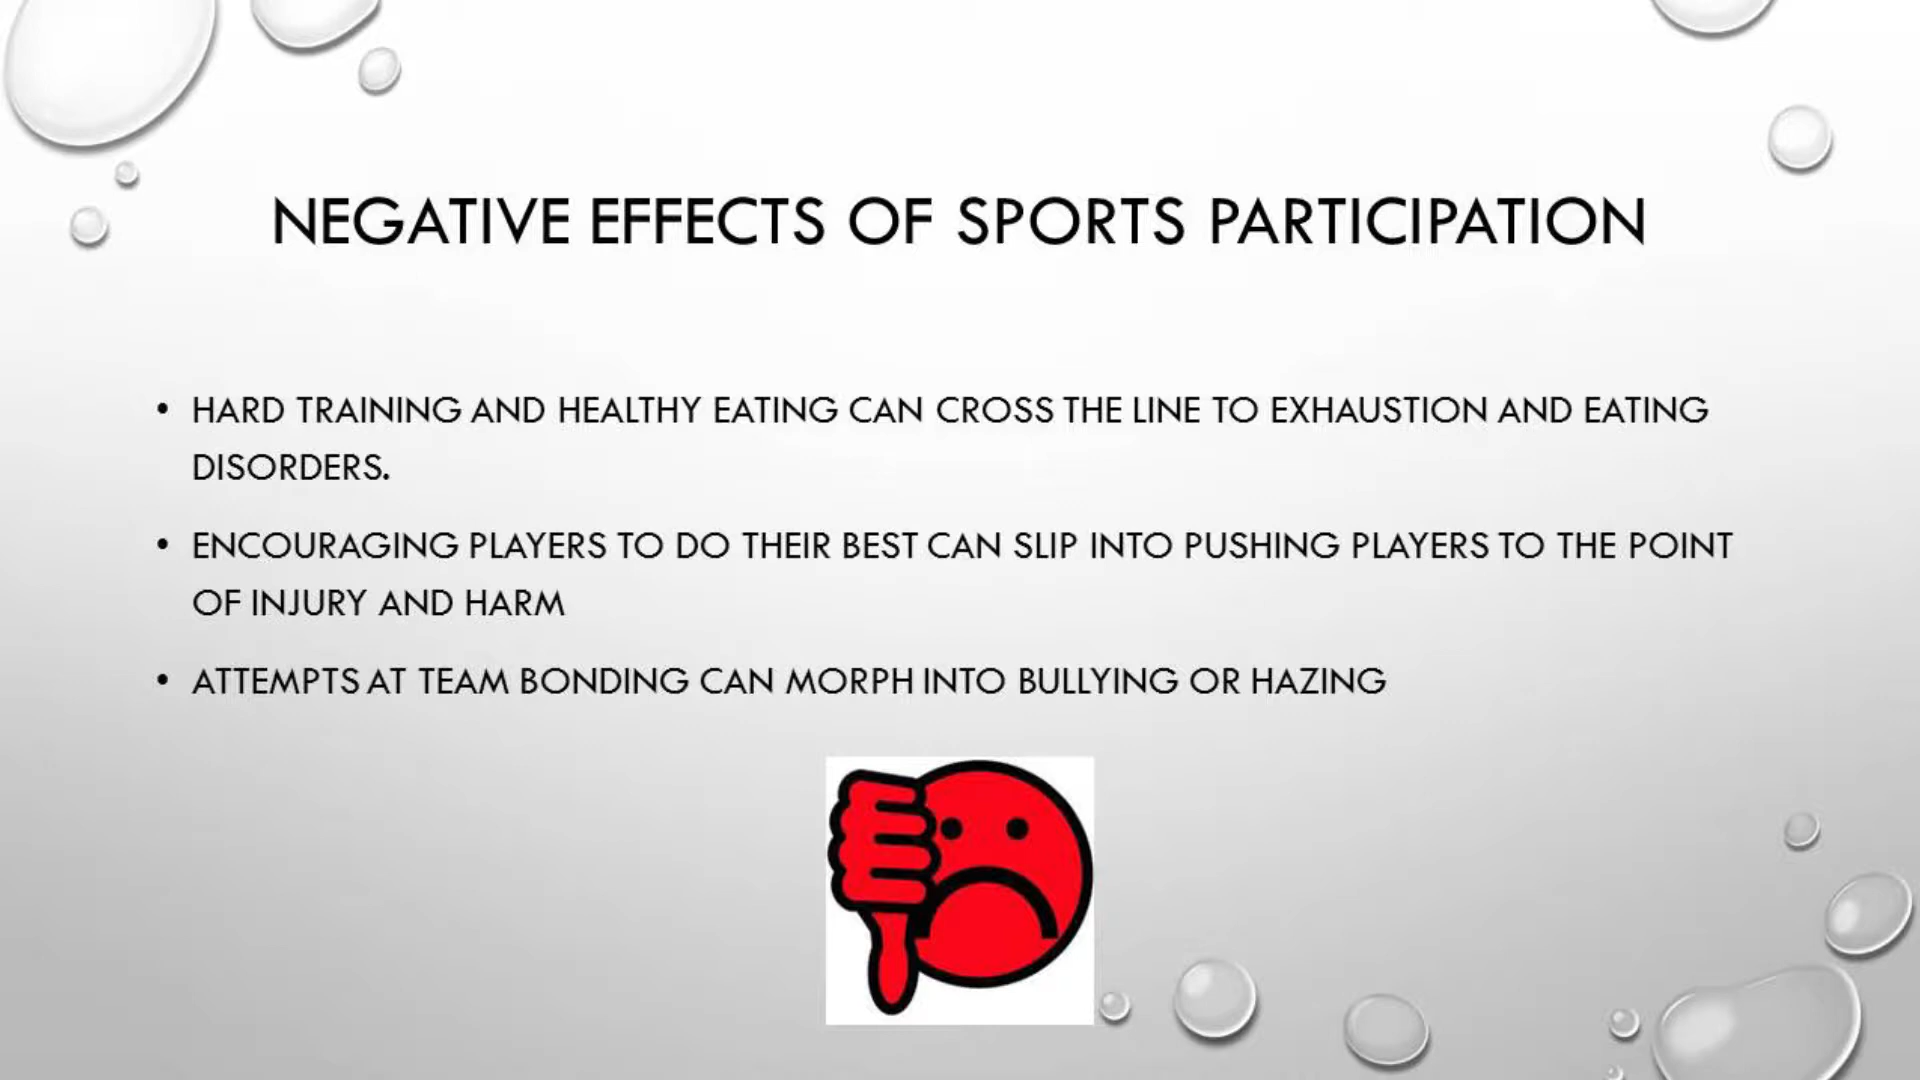 NEGATIVE EFFECTS OF SPORTS PARTICIPATION
• HARD TRAINING AND HEALTHY EATING CAN CROSS THE LINE TO EXHAUSTION AND EATING
DISORDERS.
• ENCOURAGING PLAYERS TO DO THEIR BEST CAN SLIP INTO PUSHING PLAYERS TO THE POINT
OF INJURY AND HARM
• ATTEMPTS AT TEAM BONDING CAN MORPH INTO BULLYING OR HAZING